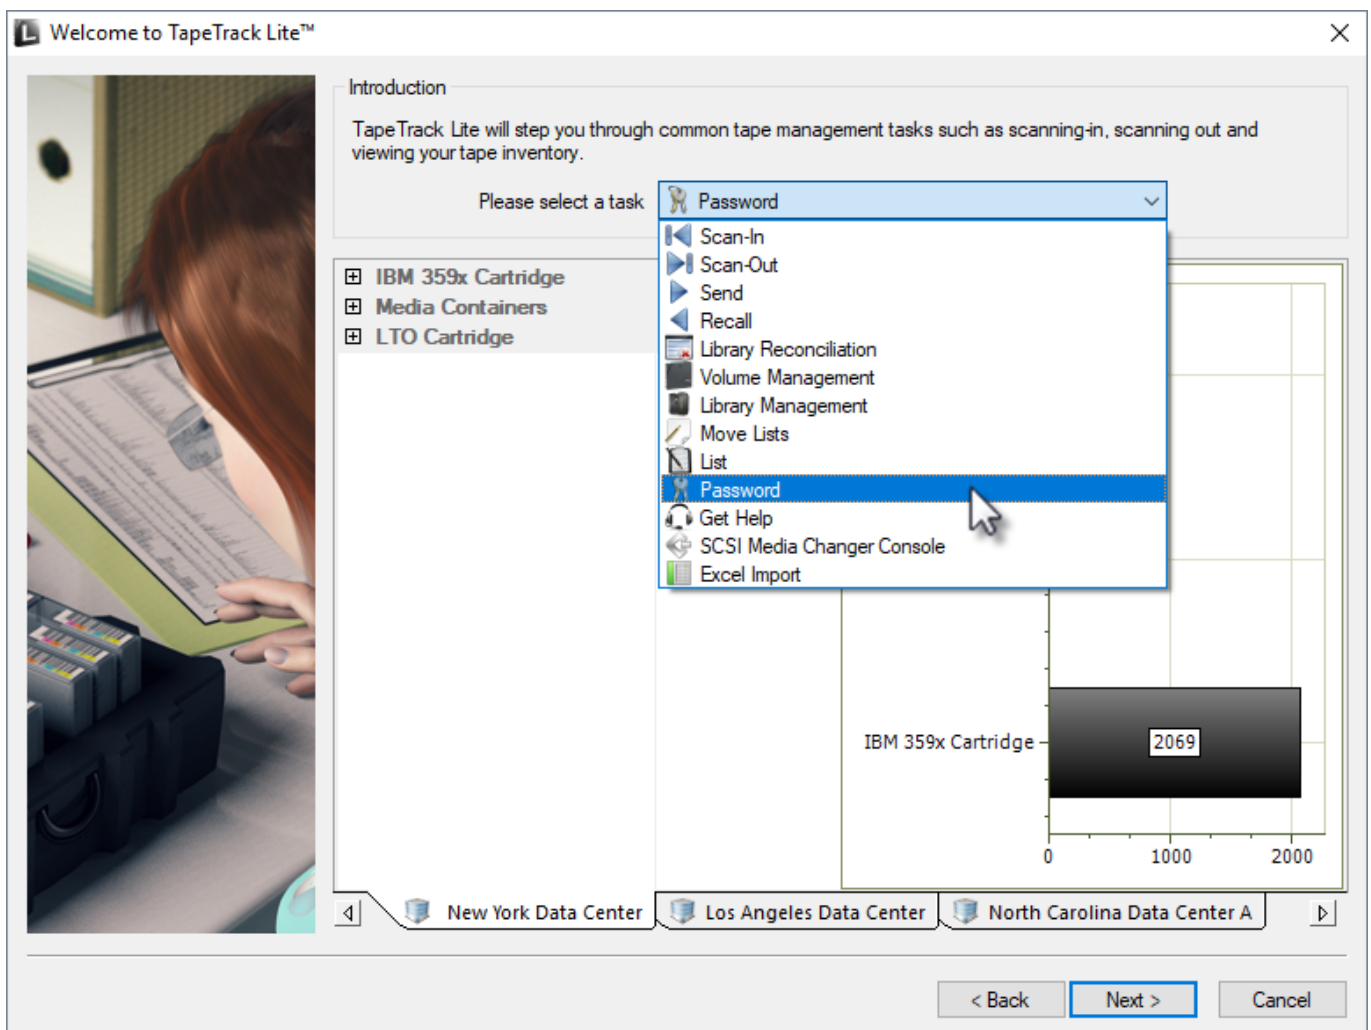 Welcome to TapeTrack Lite™
Introduction
TapeTrack Lite will step you through common tape management tasks such as scanning-in, scanning out and
viewing your tape inventory.
Please select a task
Password
Scan-In
Scan-Out
Send
Recall
Library Reconciliation
Volume Management
Library Management
Move Lists
List
Password
Get Help
SCSI Media Changer Console
Excel Import
IBM 359x Cartridge
Media Containers
LTO Cartridge
IBM 359x Cartridge
2069
0 1000 2000
New York Data Center
Los Angeles Data Center
North Carolina Data Center A
< Back
Next >
Cancel